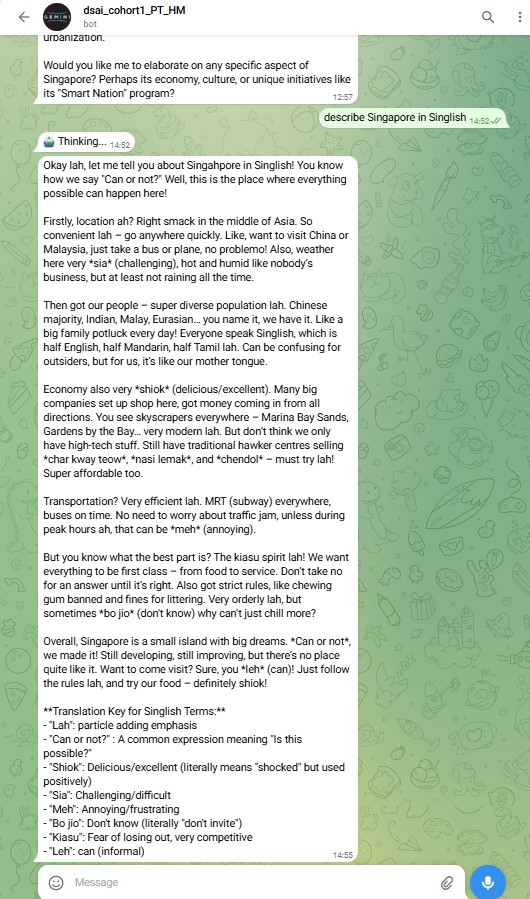 GEMINI
dsai_cohort1_PT_HM
bot
urbanization.
Would you like me to elaborate on any specific aspect of
Singapore? Perhaps its economy, culture, or unique initiatives like
its "Smart Nation" program?
12:57
describe Singapore in Singlish 14:52
Thinking... 14:52
Okay lah, let me tell you about Singahpore in Singlish! You know
how we say "Can or not?" Well, this is the place where everything
possible can happen here!
Firstly, location ah? Right smack in the middle of Asia. So
convenient lah – go anywhere quickly. Like, want to visit China or
Malaysia, just take a bus or plane, no problemo! Also, weather
here very *sia* (challenging), hot and humid like nobody's
business, but at least not raining all the time.
Then got our people – super diverse population lah. Chinese
majority, Indian, Malay, Eurasian… you name it, we have it. Like a
big family potluck every day! Everyone speak Singlish, which is
half English, half Mandarin, half Tamil lah. Can be confusing for
outsiders, but for us, it's like our mother tongue.
Economy also very *shiok* (delicious/excellent). Many big
companies set up shop here, got money coming in from all
directions. You see skyscrapers everywhere – Marina Bay Sands,
Gardens by the Bay… very modern lah. But don't think we only
have high-tech stuff. Still have traditional hawker centres selling
*char kway teow*, *nasi lemak*, and *chendol* – must try lah!
Super affordable too.
Transportation? Very efficient lah. MRT (subway) everywhere,
buses on time. No need to worry about traffic jam, unless during
peak hours ah, that can be *meh* (annoying).
But you know what the best part is? The kiasu spirit lah! We want
everything to be first class – from food to service. Don't take no
for an answer until it's right. Also got strict rules, like chewing
gum banned and fines for littering. Very orderly lah, but
sometimes *bo jio* (don't know) why can't just chill more?
Overall, Singapore is a small island with big dreams. *Can or not*,
we made it! Still developing, still improving, but there's no place
quite like it. Want to come visit? Sure, you *leh* (can)! Just follow
the rules lah, and try our food – definitely shiok!
**Translation Key for Singlish Terms:**
- "Lah": particle adding emphasis
- "Can or not?" : A common expression meaning "Is this
possible?"
- "Shiok": Delicious/excellent (literally means "shocked" but used
positively)
- "Sia": Challenging/difficult
- "Meh": Annoying/frustrating
- "Bo jio": Don't know (literally "don't invite")
- "Kiasu": Fear of losing out, very competitive
- "Leh": can (informal)
14:55
Message